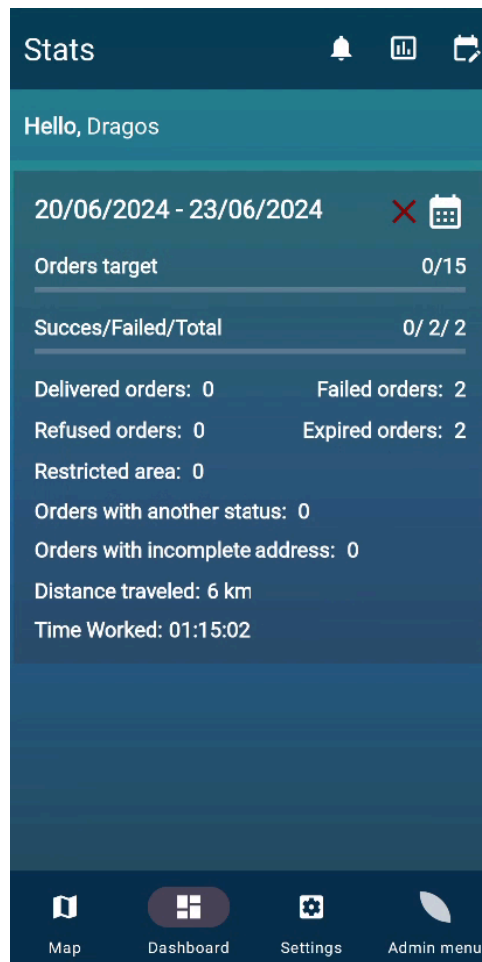 Stats
Hello, Dragos
20/06/2024 - 23/06/2024
Orders target 0/15
Succes/Failed/Total 0/ 2/ 2
Delivered orders: 0 Failed orders: 2
Refused orders: 0 Expired orders: 2
Restricted area: 0
Orders with another status: 0
Orders with incomplete address: 0
Distance traveled: 6 km
Time Worked: 01:15:02
Map Dashboard Settings Admin menu